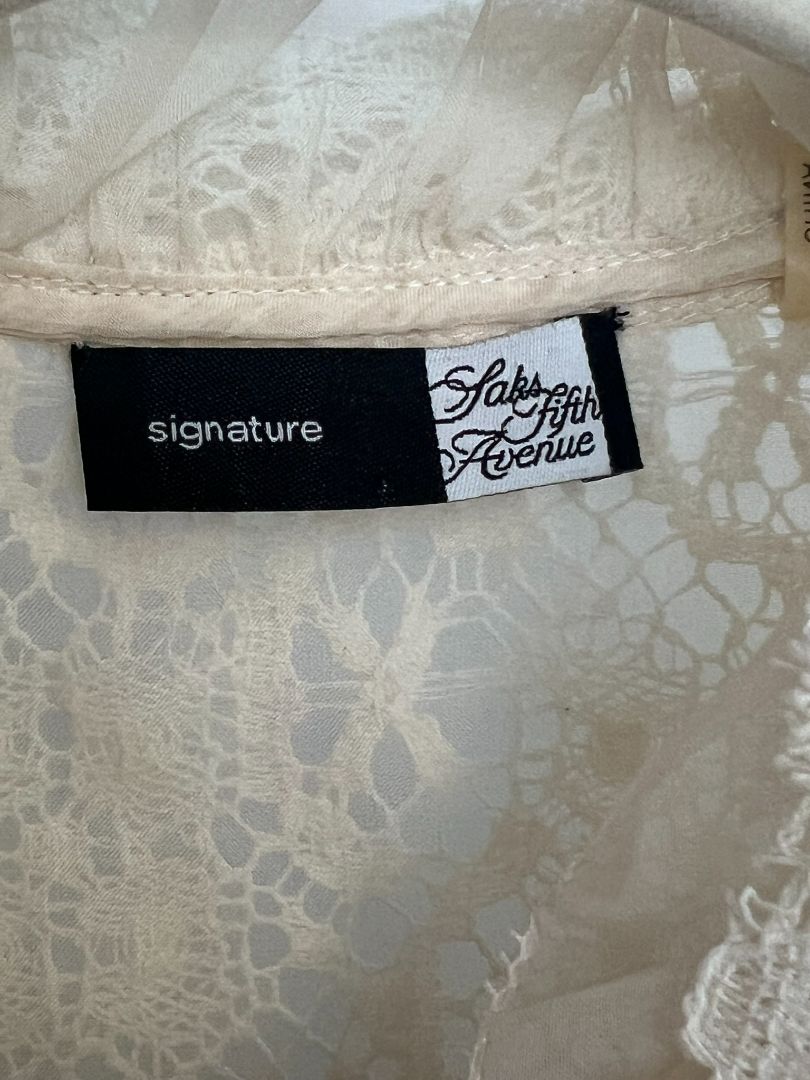 signature
Saks
fifth
Avenue